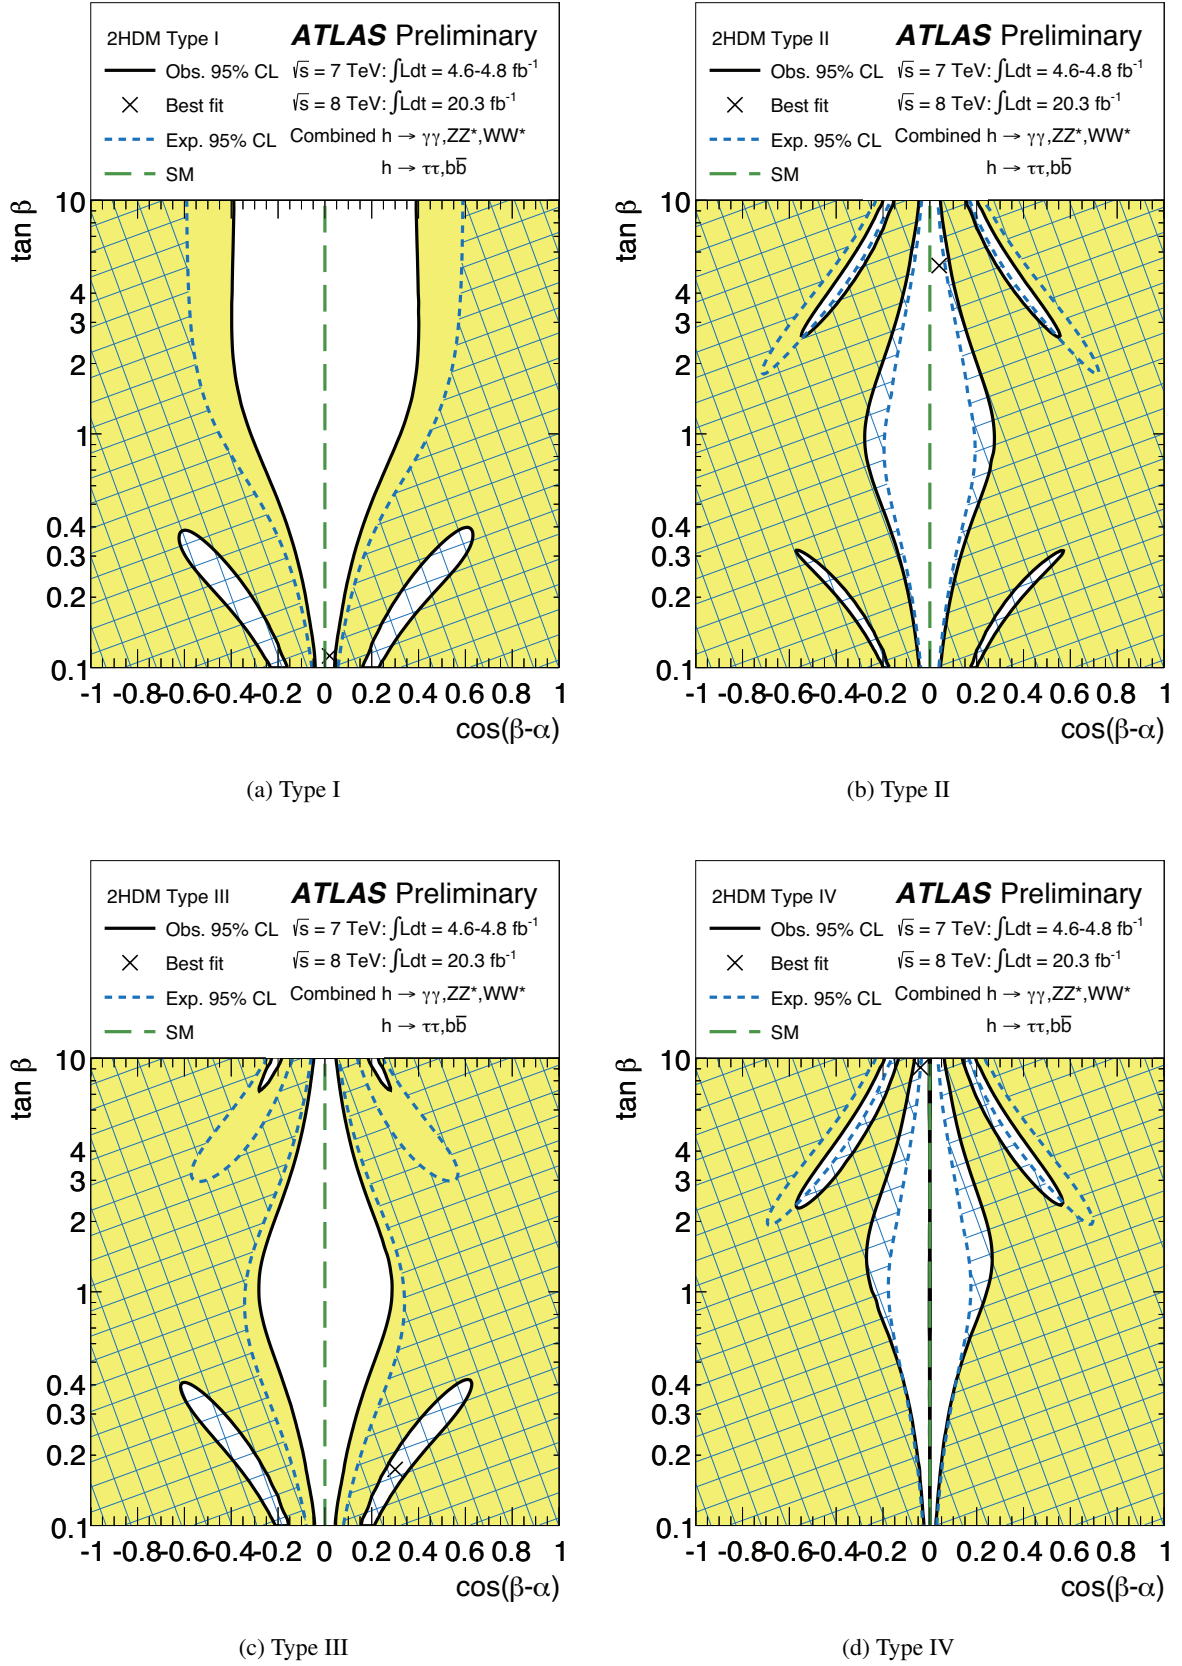 2HDM Type I ATLAS Preliminary
Obs. 95% CL √s = 7 TeV: ∫Ldt = 4.6-4.8 fb⁻¹
Best fit √s = 8 TeV: ∫Ldt = 20.3 fb⁻¹
Exp. 95% CL Combined h → γγ,ZZ*,WW*
SM h → ττ,bb̅
tan β
10
4
3
2
1
0.4
0.3
0.2
0.1
-1 -0.8 -0.6 -0.4 -0.2 0 0.2 0.4 0.6 0.8 1
cos(β-α)
(a) Type I
2HDM Type II ATLAS Preliminary
Obs. 95% CL √s = 7 TeV: ∫Ldt = 4.6-4.8 fb⁻¹
Best fit √s = 8 TeV: ∫Ldt = 20.3 fb⁻¹
Exp. 95% CL Combined h → γγ,ZZ*,WW*
SM h → ττ,bb̅
tan β
10
4
3
2
1
0.4
0.3
0.2
0.1
-1 -0.8 -0.6 -0.4 -0.2 0 0.2 0.4 0.6 0.8 1
cos(β-α)
(b) Type II
2HDM Type III ATLAS Preliminary
Obs. 95% CL √s = 7 TeV: ∫Ldt = 4.6-4.8 fb⁻¹
Best fit √s = 8 TeV: ∫Ldt = 20.3 fb⁻¹
Exp. 95% CL Combined h → γγ,ZZ*,WW*
SM h → ττ,bb̅
tan β
10
4
3
2
1
0.4
0.3
0.2
0.1
-1 -0.8 -0.6 -0.4 -0.2 0 0.2 0.4 0.6 0.8 1
cos(β-α)
(c) Type III
2HDM Type IV ATLAS Preliminary
Obs. 95% CL √s = 7 TeV: ∫Ldt = 4.6-4.8 fb⁻¹
Best fit √s = 8 TeV: ∫Ldt = 20.3 fb⁻¹
Exp. 95% CL Combined h → γγ,ZZ*,WW*
SM h → ττ,bb̅
tan β
10
4
3
2
1
0.4
0.3
0.2
0.1
-1 -0.8 -0.6 -0.4 -0.2 0 0.2 0.4 0.6 0.8 1
cos(β-α)
(d) Type IV